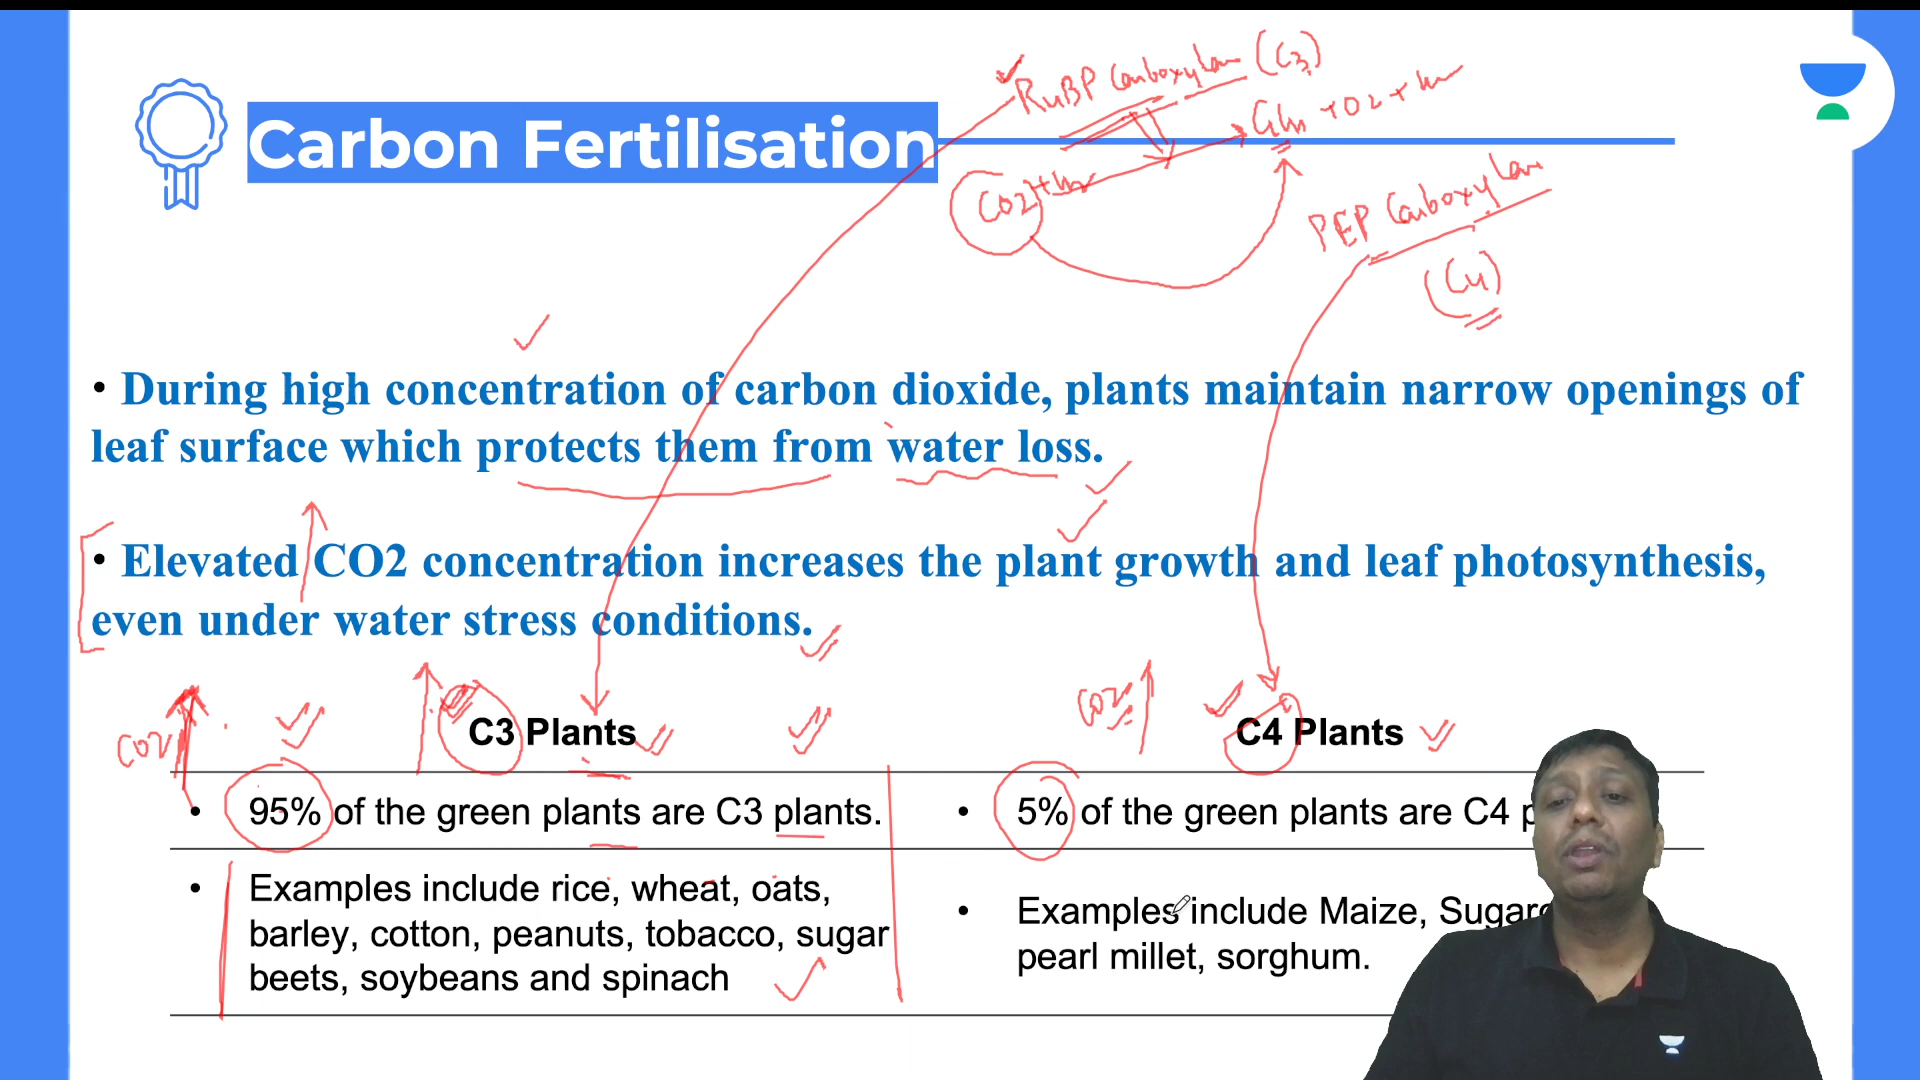 RuBP Carboxylase (C3)
Carbon Fertilisation
Glu + O2 + H2O
CO2 + H2O
PEP Carboxylase
(C4)
• During high concentration of carbon dioxide, plants maintain narrow openings of
leaf surface which protects them from water loss.
• Elevated CO2 concentration increases the plant growth and leaf photosynthesis,
even under water stress conditions.
CO2
C3 Plants
CO2
C4 Plants
• 95% of the green plants are C3 plants.
• 5% of the green plants are C4
• Examples include rice, wheat, oats,
barley, cotton, peanuts, tobacco, sugar
beets, soybeans and spinach
• Examples include Maize,
pearl millet, sorghum.